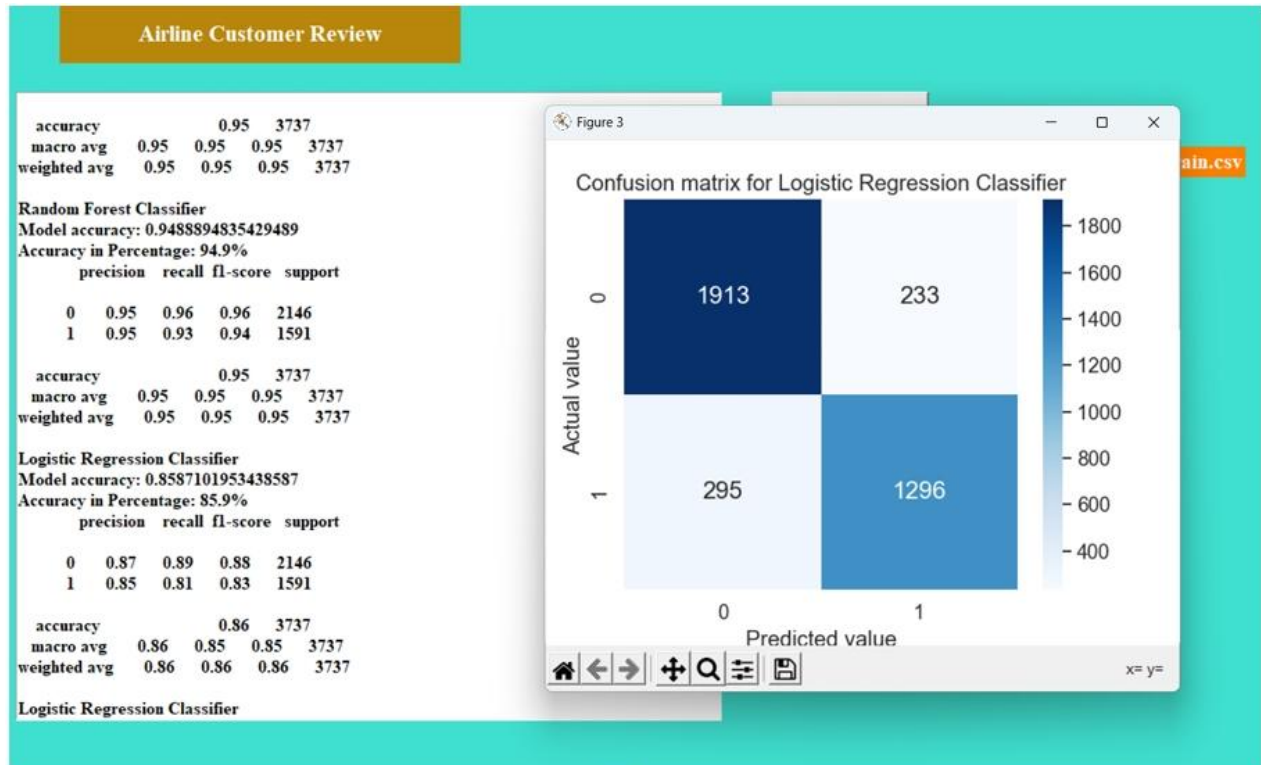 Airline Customer Review
accuracy 0.95 3737
macro avg 0.95 0.95 0.95 3737
weighted avg 0.95 0.95 0.95 3737
Random Forest Classifier
Model accuracy: 0.9488894835429489
Accuracy in Percentage: 94.9%
precision recall f1-score support
0 0.95 0.96 0.96 2146
1 0.95 0.93 0.94 1591
accuracy 0.95 3737
macro avg 0.95 0.95 0.95 3737
weighted avg 0.95 0.95 0.95 3737
Logistic Regression Classifier
Model accuracy: 0.8587101953438587
Accuracy in Percentage: 85.9%
precision recall f1-score support
0 0.87 0.89 0.88 2146
1 0.85 0.81 0.83 1591
accuracy 0.86 3737
macro avg 0.86 0.85 0.85 3737
weighted avg 0.86 0.86 0.86 3737
Logistic Regression Classifier
Figure 3
Confusion matrix for Logistic Regression Classifier
Actual value
0
1
1913 233
295 1296
0 1
Predicted value
1800
1600
1400
1200
1000
800
600
400
x= y=
ain.csv